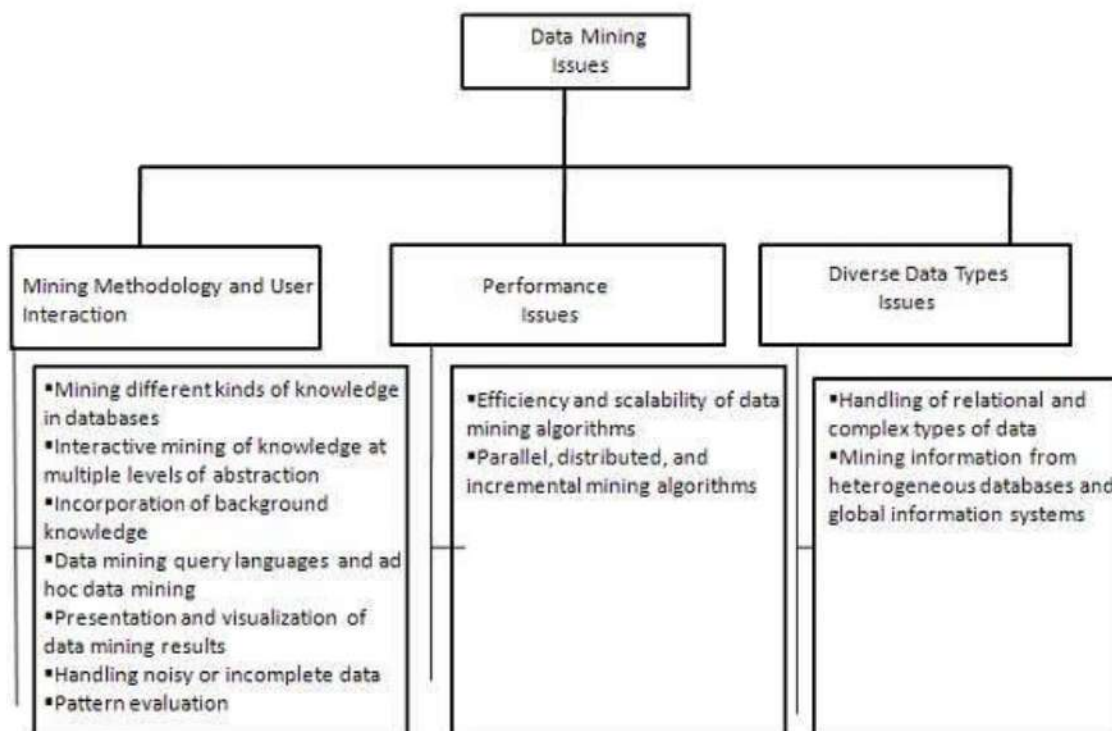 Data Mining
Issues
Mining Methodology and User
Interaction
Performance
Issues
Diverse Data Types
Issues
▪Mining different kinds of knowledge
in databases
▪Interactive mining of knowledge at
multiple levels of abstraction
▪Incorporation of background
knowledge
▪Data mining query languages and ad
hoc data mining
▪Presentation and visualization of
data mining results
▪Handling noisy or incomplete data
▪Pattern evaluation
▪Efficiency and scalability of data
mining algorithms
▪Parallel, distributed, and
incremental mining algorithms
▪Handling of relational and
complex types of data
▪Mining information from
heterogeneous databases and
global information systems